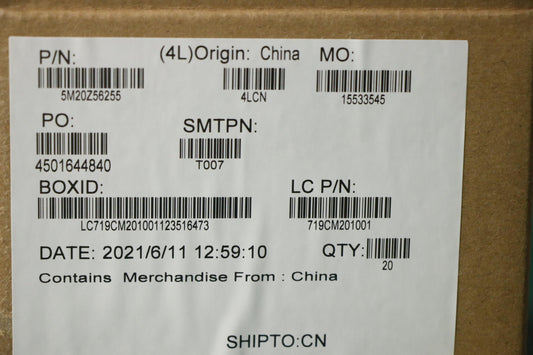 P/N: (4L)Origin: China MO:
5M20Z56255 4LCN 15533545
PO: SMTPN:
4501644840 T007
BOXID: LC P/N:
LC719CM201001123516473 719CM201001
DATE: 2021/6/11 12:59:10 QTY:
20
Contains Merchandise From : China
SHIPTO:CN